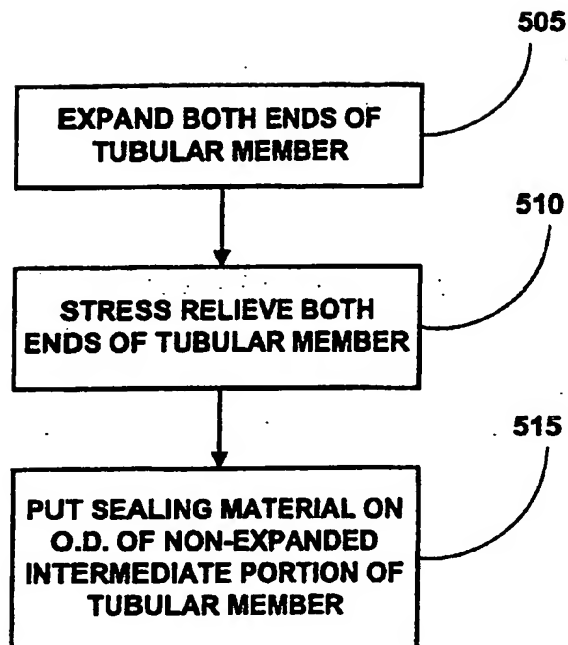 505
EXPAND BOTH ENDS OF
TUBULAR MEMBER
510
STRESS RELIEVE BOTH
ENDS OF TUBULAR MEMBER
515
PUT SEALING MATERIAL ON
O.D. OF NON-EXPANDED
INTERMEDIATE PORTION OF
TUBULAR MEMBER